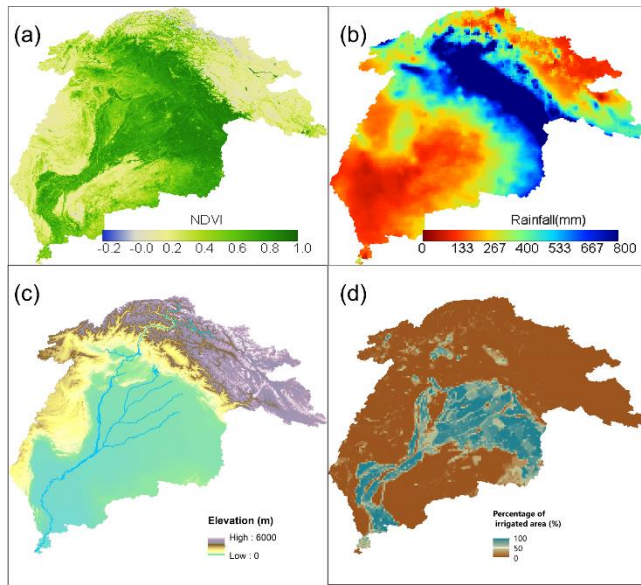 (a)
NDVI
-0.2 0.0 0.2 0.4 0.6 0.8 1.0
(b)
Rainfall(mm)
0 133 267 400 533 667 800
(c)
Elevation (m)
High : 6000
Low : 0
(d)
Percentage of
irrigated area (%)
100
50
0